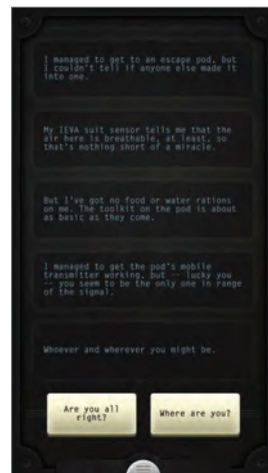 I managed to get to an escape pod, but
I couldn't tell if anyone else made it
into one.
My IEVA suit sensor tells me that the
air here is breathable, at least, so
that's nothing short of a miracle.
But I've got no food or water rations
on me. The toolkit on the pod is about
as basic as they come.
I managed to get the pod's mobile
transmitter working, but -- lucky you
-- you seem to be the only one in range
of the signal.
Whoever and wherever you might be.
Are you all
right?
Where are you?